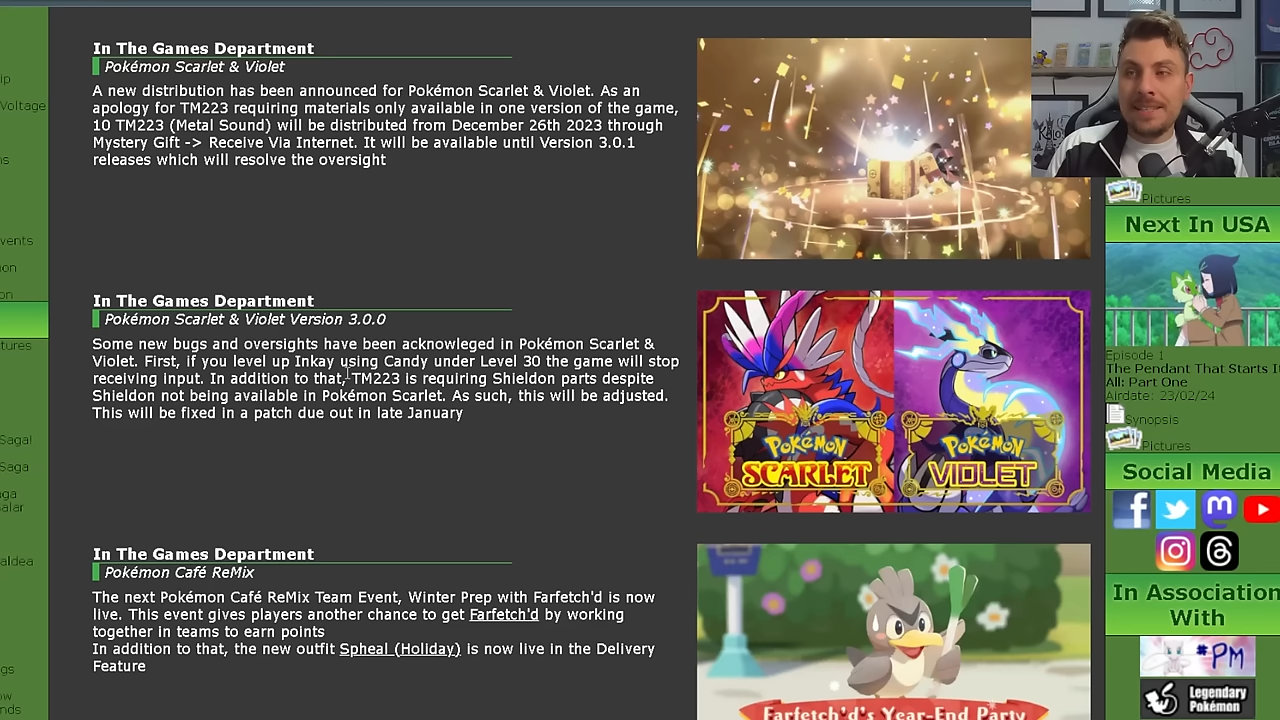 In The Games Department
Pokémon Scarlet & Violet
A new distribution has been announced for Pokémon Scarlet & Violet. As an
apology for TM223 requiring materials only available in one version of the game,
10 TM223 (Metal Sound) will be distributed from December 26th 2023 through
Mystery Gift -> Receive Via Internet. It will be available until Version 3.0.1
releases which will resolve the oversight
In The Games Department
Pokémon Scarlet & Violet Version 3.0.0
Some new bugs and oversights have been acknowleged in Pokémon Scarlet &
Violet. First, if you level up Inkay using Candy under Level 30 the game will stop
receiving input. In addition to that, TM223 is requiring Shieldon parts despite
Shieldon not being available in Pokémon Scarlet. As such, this will be adjusted.
This will be fixed in a patch due out in late January
POKÉMON
SCARLET
POKÉMON
VIOLET
In The Games Department
Pokémon Café ReMix
The next Pokémon Café ReMix Team Event, Winter Prep with Farfetch'd is now
live. This event gives players another chance to get Farfetch'd by working
together in teams to earn points
In addition to that, the new outfit Spheal (Holiday) is now live in the Delivery
Feature
Farfetch'd's Year-End Party
Pictures
Next In USA
Episode 1
The Pendant That Starts It
All: Part One
Airdate: 23/02/24
Synopsis
Pictures
Social Media
In Association
With
#PM
Legendary
Pokémon
Voltage
Saga!
Saga